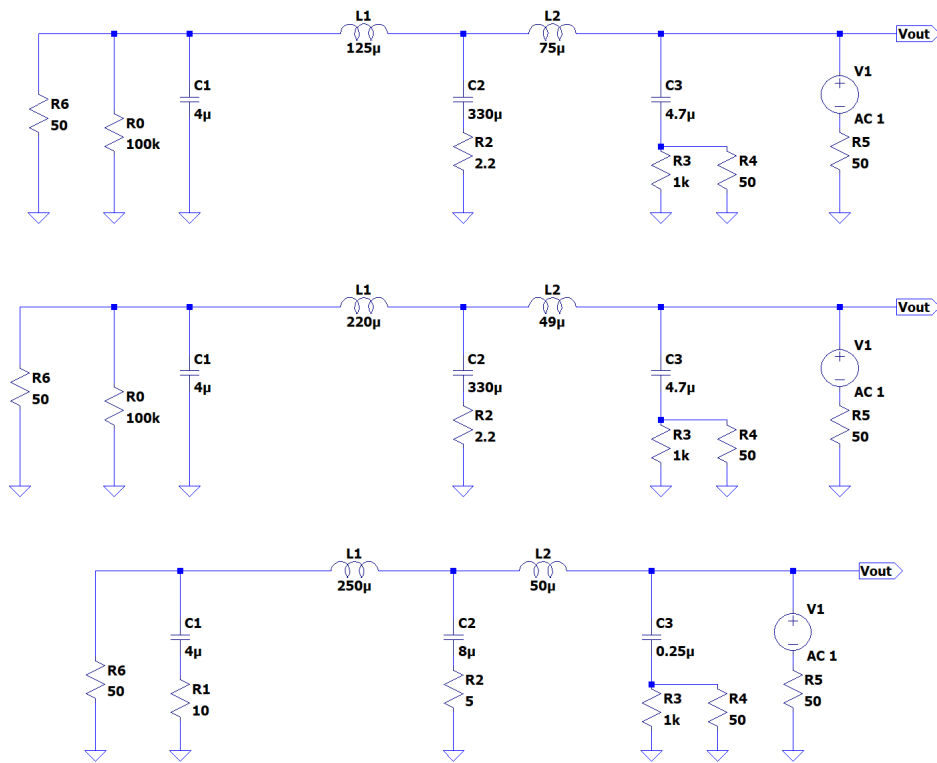 L1
125µ
L2
75µ
Vout
R6
50
R0
100k
C1
4µ
C2
330µ
R2
2.2
C3
4.7µ
R3
1k
R4
50
V1
AC 1
R5
50
L1
220µ
L2
49µ
Vout
R6
50
R0
100k
C1
4µ
C2
330µ
R2
2.2
C3
4.7µ
R3
1k
R4
50
V1
AC 1
R5
50
L1
250µ
L2
50µ
Vout
R6
50
C1
4µ
R1
10
C2
8µ
R2
5
C3
0.25µ
R3
1k
R4
50
V1
AC 1
R5
50